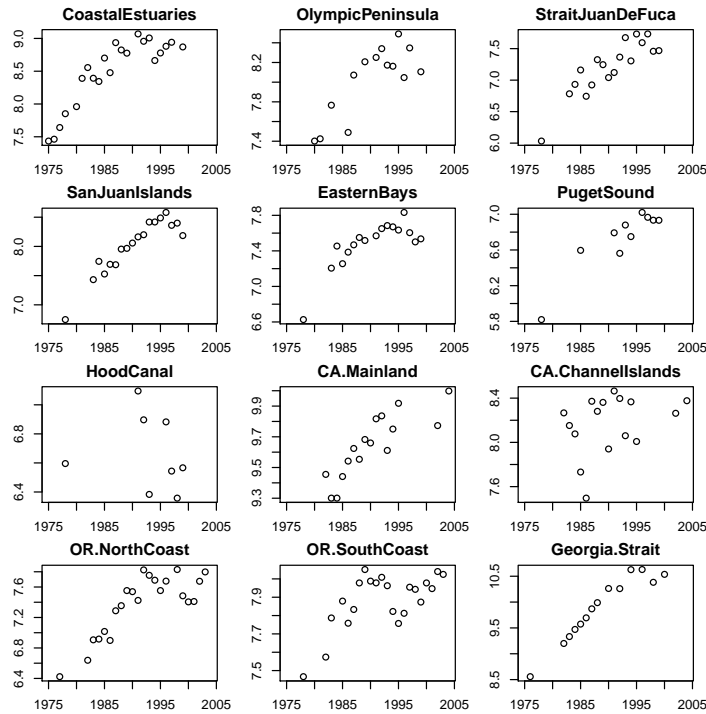 CoastalEstuaries
7.5 8.0 8.5 9.0
1975 1985 1995 2005
OlympicPeninsula
7.4 7.8 8.2
1975 1985 1995 2005
StraitJuanDeFuca
6.0 6.5 7.0 7.5
1975 1985 1995 2005
SanJuanIslands
7.0 8.0
1975 1985 1995 2005
EasternBays
6.6 7.0 7.4 7.8
1975 1985 1995 2005
PugetSound
5.8 6.2 6.6 7.0
1975 1985 1995 2005
HoodCanal
6.4 6.8
1975 1985 1995 2005
CA.Mainland
9.3 9.5 9.7 9.9
1975 1985 1995 2005
CA.ChannelIslands
7.6 8.0 8.4
1975 1985 1995 2005
OR.NorthCoast
6.4 6.8 7.2 7.6
1975 1985 1995 2005
OR.SouthCoast
7.5 7.7 7.9
1975 1985 1995 2005
Georgia.Strait
8.5 9.5 10.5
1975 1985 1995 2005